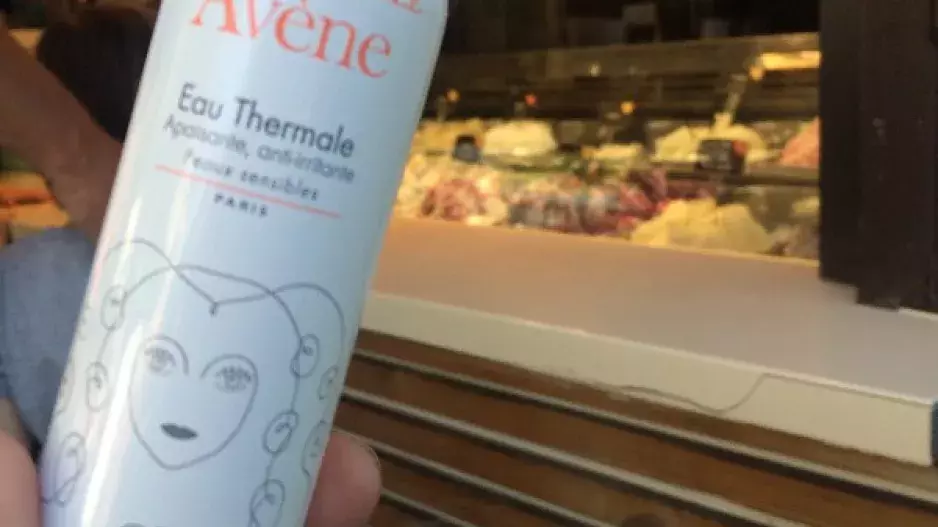 Avène
Eau Thermale
Apaisante, anti-irritante
Peaux sensibles
PARIS